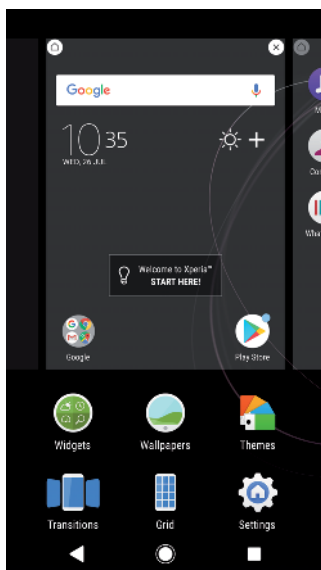 Google
10 35
WED, 26 JUL
Welcome to Xperia™
START HERE!
Google
Play Store
Widgets
Wallpapers
Themes
Transitions
Grid
Settings